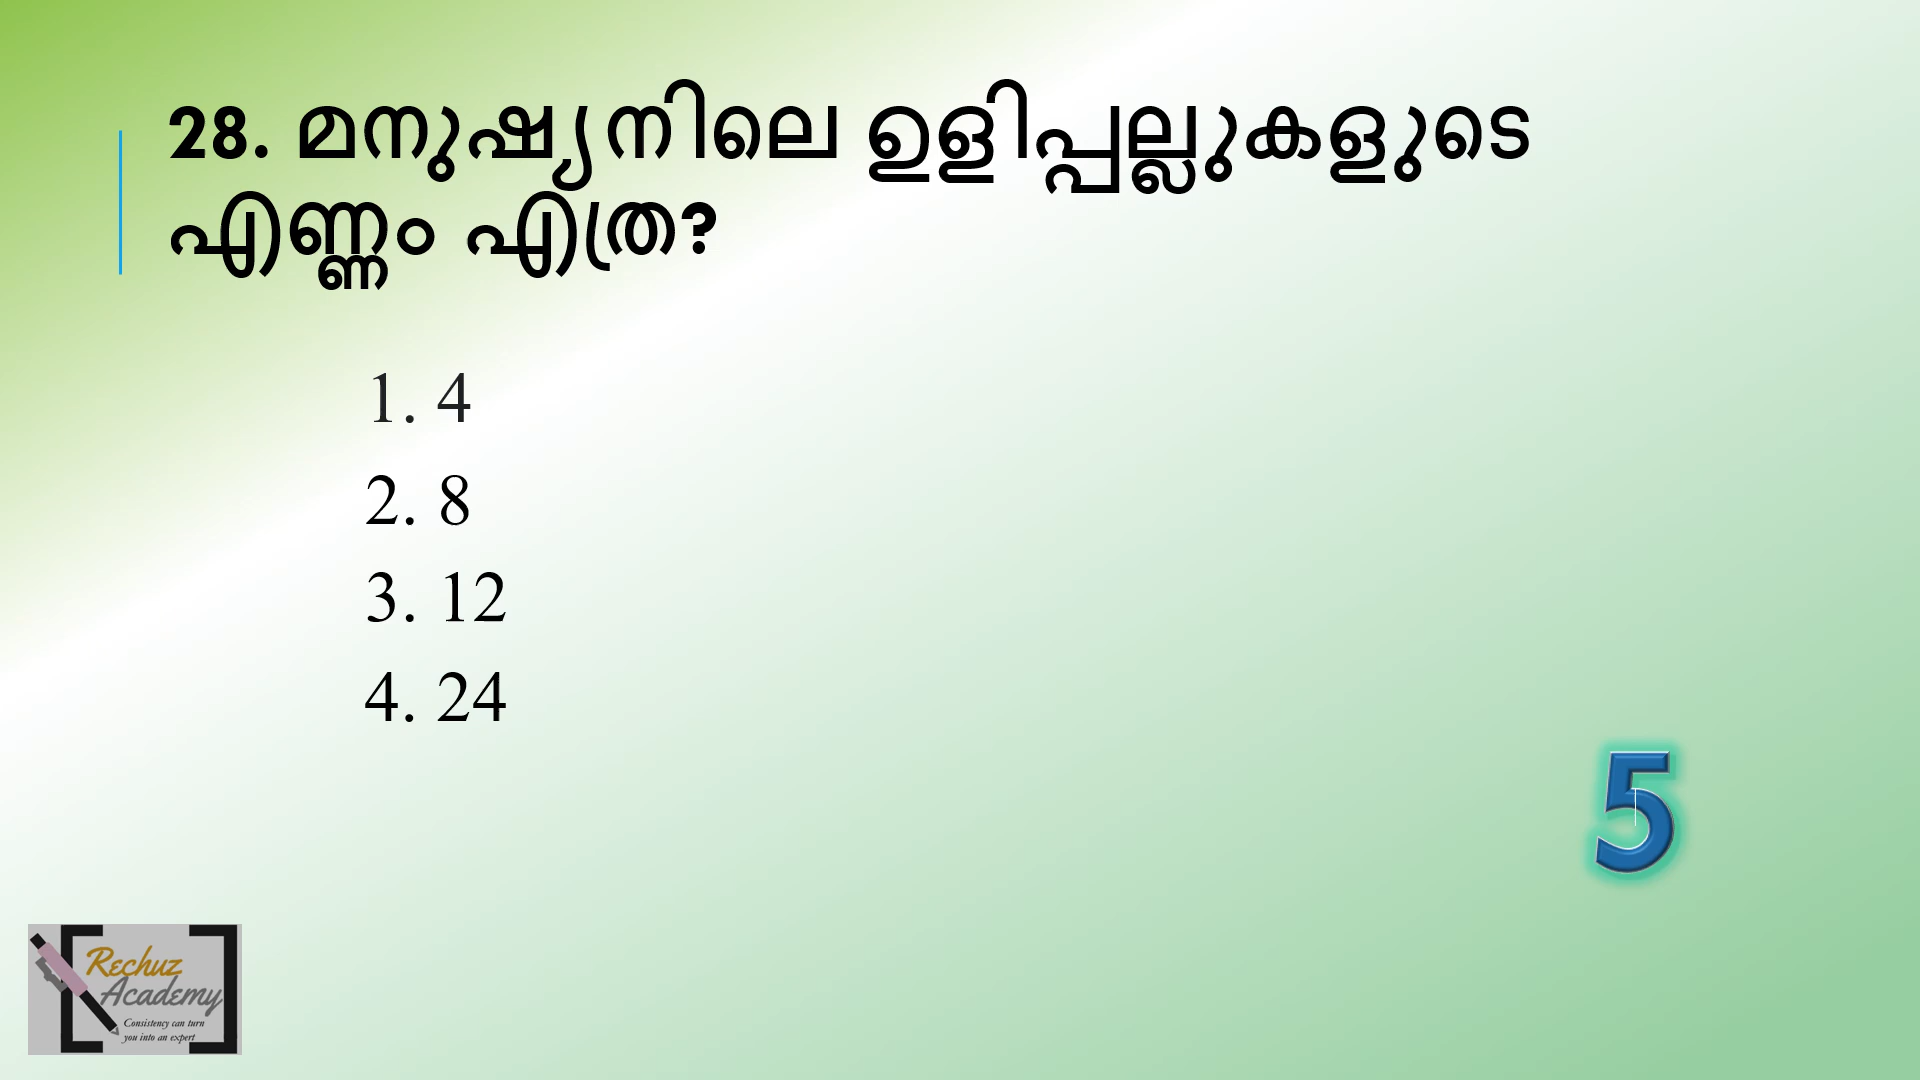 28. മനുഷ്യനിലെ ഉളിപ്പല്ലുകളുടെ
എണ്ണം എത്ര?
1. 4
2. 8
3. 12
4. 24
5
Rechuz
Academy
Consistency can turn
you into an expert